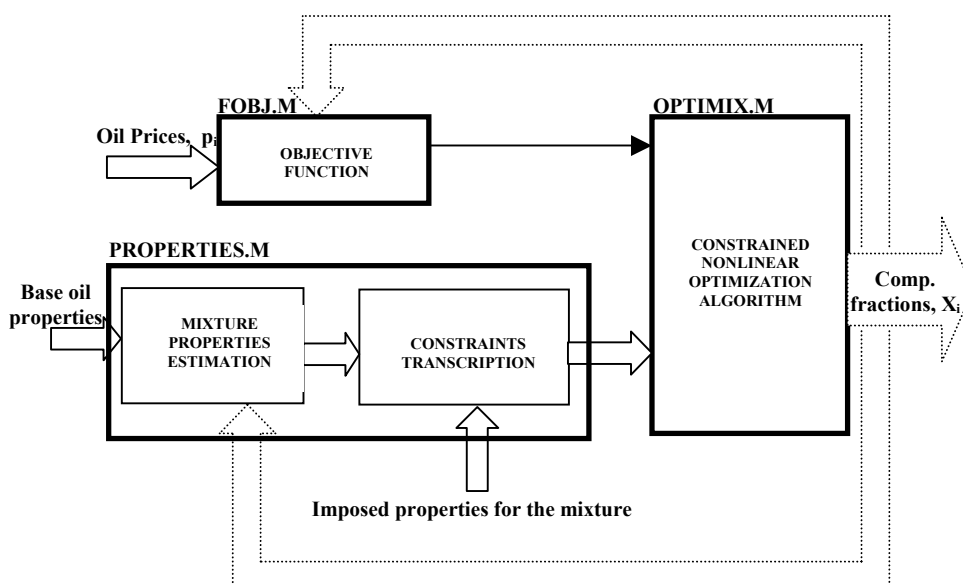 FOBJ.M
OPTIMIX.M
Oil Prices, pi
OBJECTIVE
FUNCTION
PROPERTIES.M
CONSTRAINED
NONLINEAR
OPTIMIZATION
ALGORITHM
Comp.
fractions, Xi
Base oil
properties
MIXTURE
PROPERTIES
ESTIMATION
CONSTRAINTS
TRANSCRIPTION
Imposed properties for the mixture